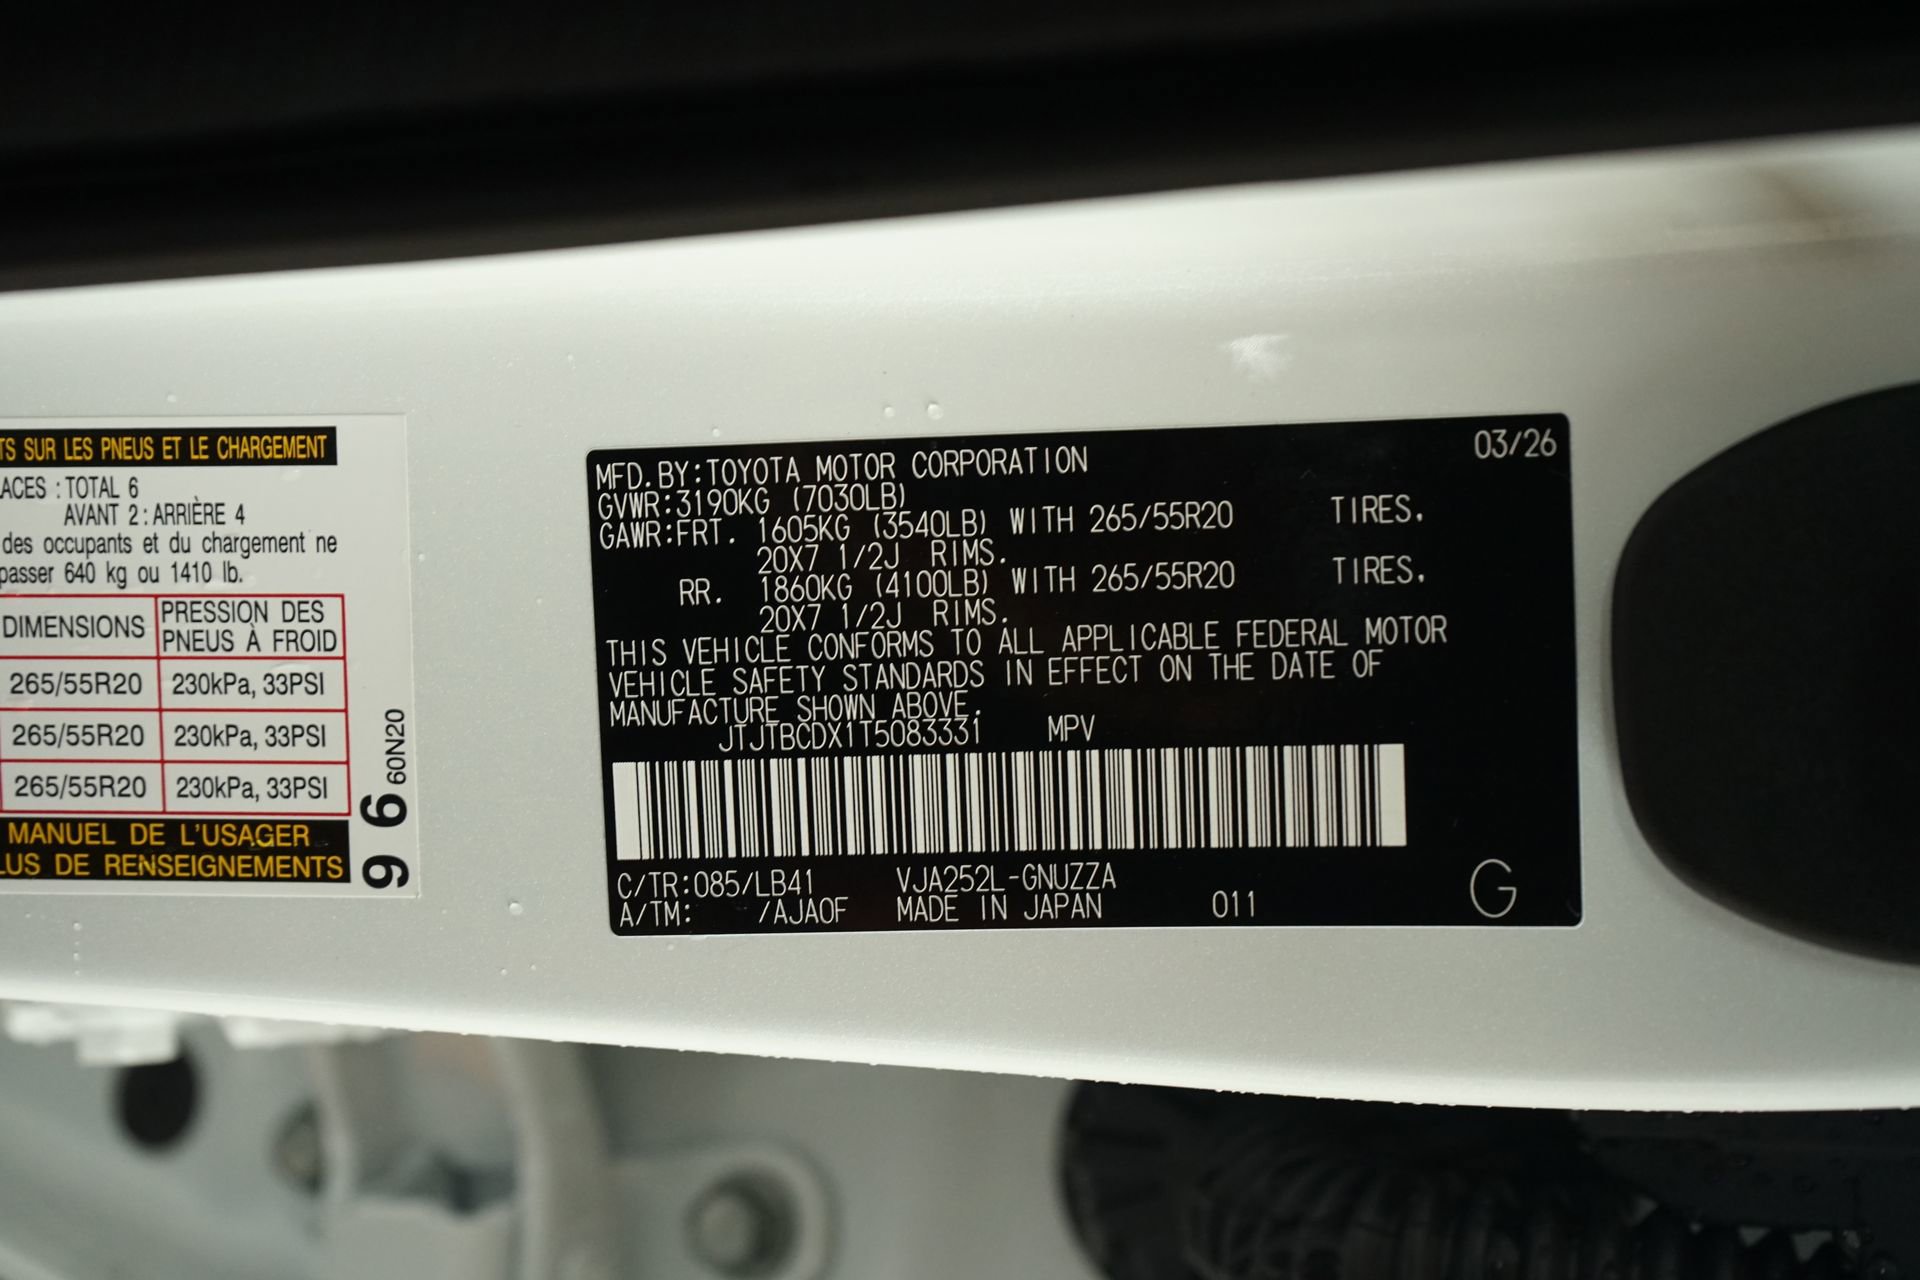 TS SUR LES PNEUS ET LE CHARGEMENT
ACES : TOTAL 6
AVANT 2 : ARRIÈRE 4
des occupants et du chargement ne
passer 640 kg ou 1410 lb.
DIMENSIONS PRESSION DES PNEUS À FROID
265/55R20 230kPa, 33PSI
265/55R20 230kPa, 33PSI
265/55R20 230kPa, 33PSI
MANUEL DE L'USAGER
LUS DE RENSEIGNEMENTS
96 60N20
03/26
MFD.BY:TOYOTA MOTOR CORPORATION
GVWR:3190KG (7030LB)
GAWR:FRT. 1605KG (3540LB) WITH 265/55R20 TIRES.
20X7 1/2J RIMS.
RR. 1860KG (4100LB) WITH 265/55R20 TIRES.
20X7 1/2J RIMS.
THIS VEHICLE CONFORMS TO ALL APPLICABLE FEDERAL MOTOR
VEHICLE SAFETY STANDARDS IN EFFECT ON THE DATE OF
MANUFACTURE SHOWN ABOVE.
JTJTBCDX1T5083331 MPV
C/TR:085/LB41 VJA252L-GNUZZA
A/TM: /AJA0F MADE IN JAPAN 011 G